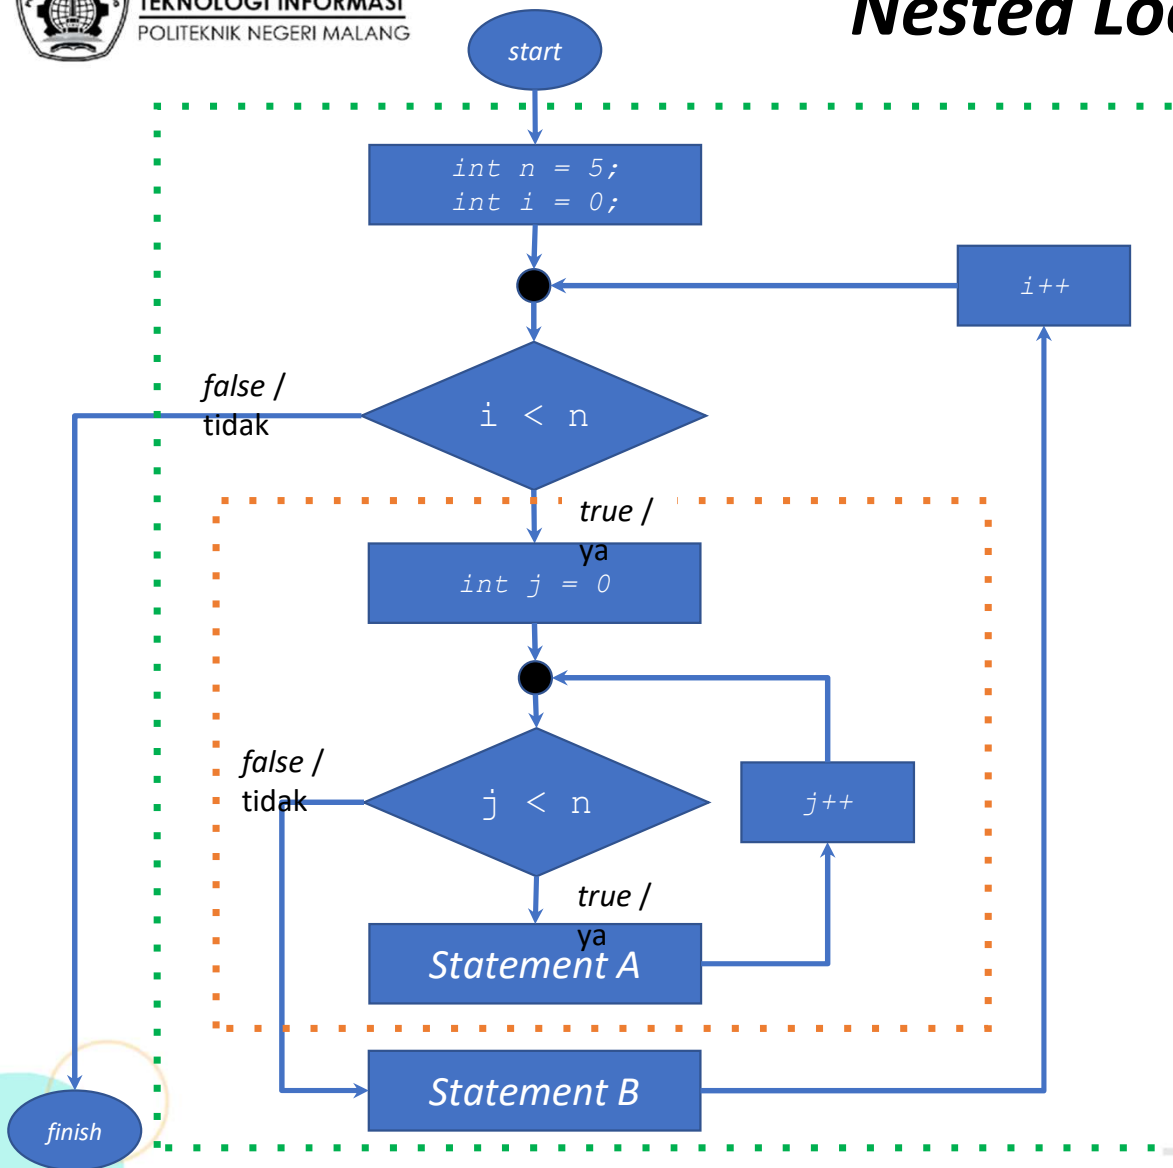 TEKNOLOGI INFORMASI
POLITEKNIK NEGERI MALANG
Nested Loo
start
int n = 5;
int i = 0;
i++
false /
tidak
i < n
true /
ya
int j = 0
false /
tidak
j < n
j++
true /
ya
Statement A
Statement B
finish